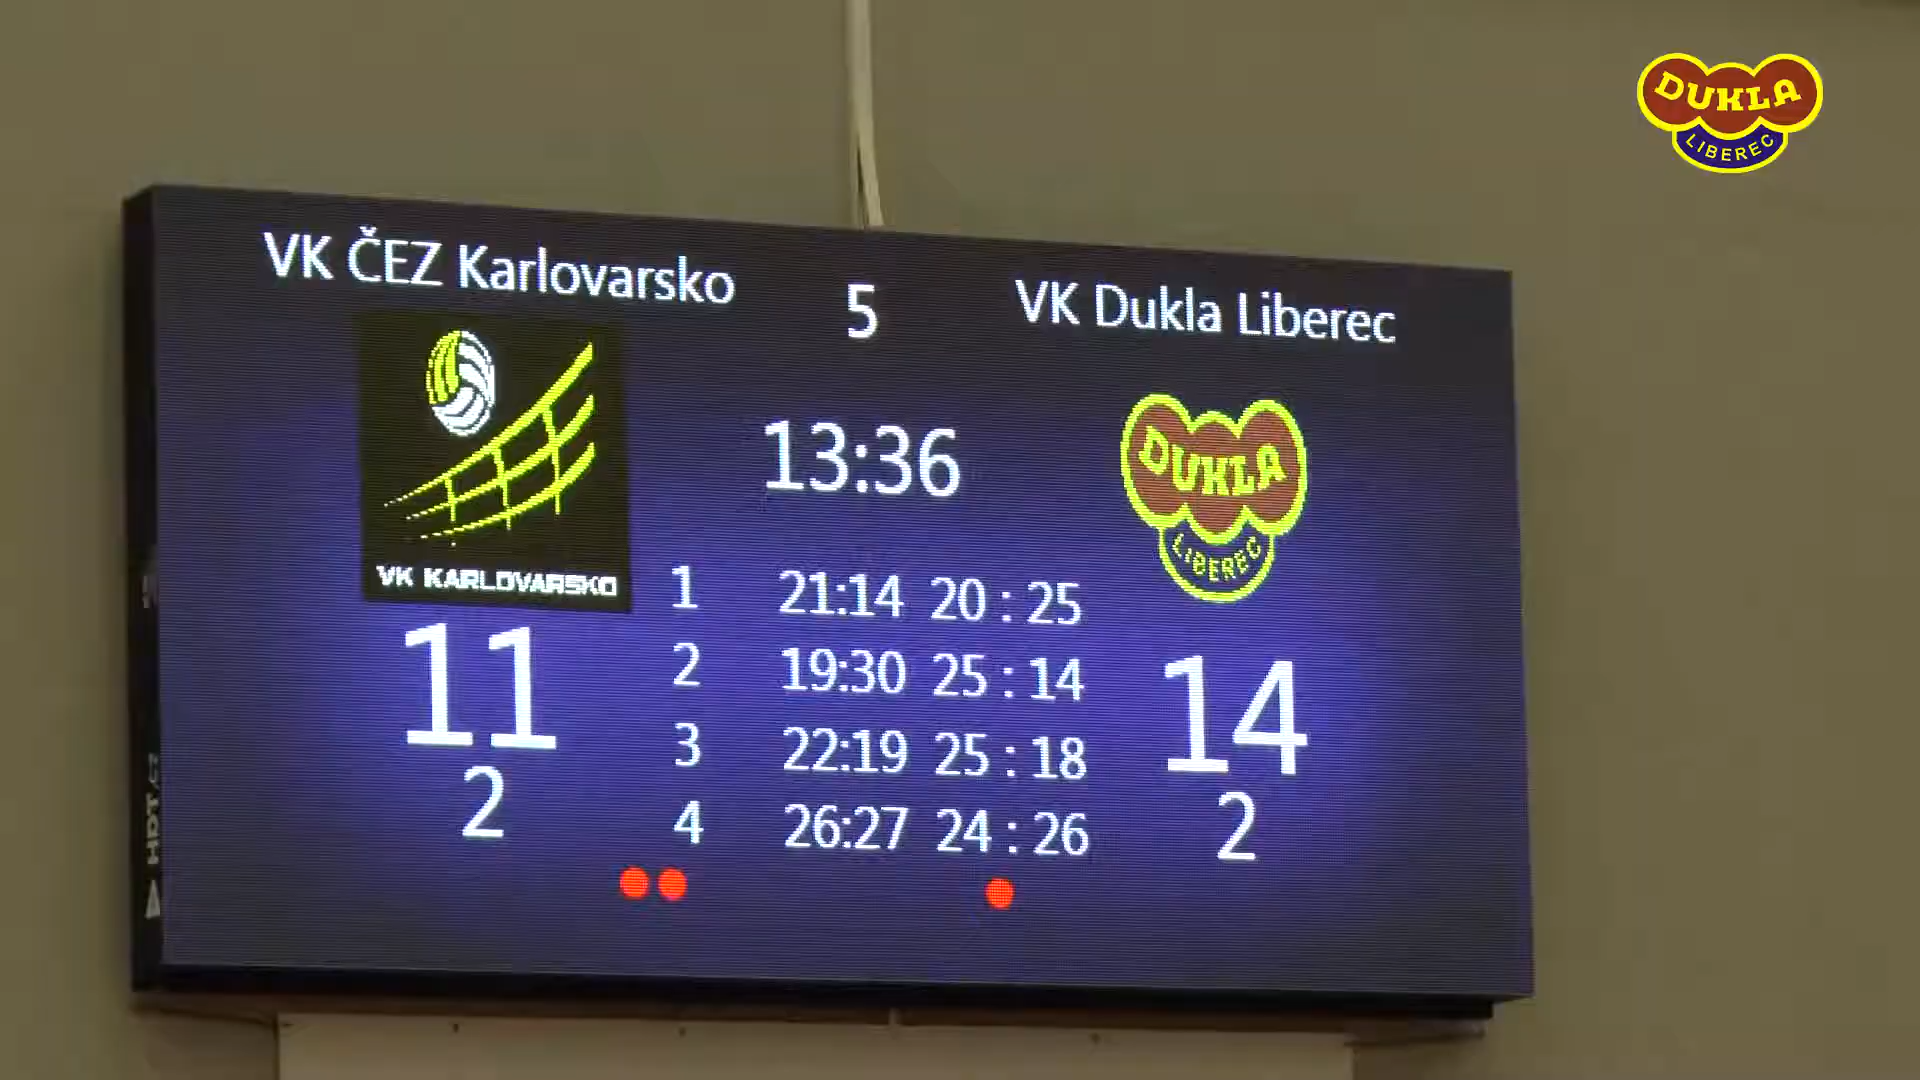 DUKLA
LIBEREC
VK ČEZ Karlovarsko
5
VK Dukla Liberec
13:36
DUKLA
LIBEREC
VK KARLOVARSKO
1 21:14 20 : 25
2 19:30 25 : 14
3 22:19 25 : 18
4 26:27 24 : 26
11
14
2
2
HDT.cz